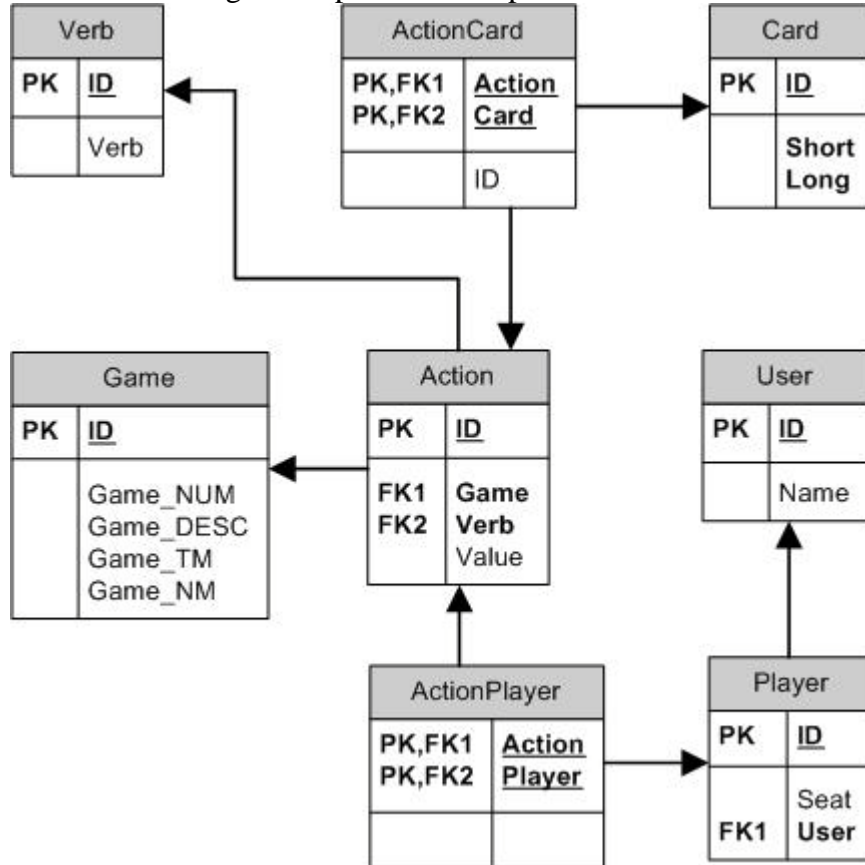 Verb
PK ID
Verb
ActionCard
PK,FK1 Action
PK,FK2 Card
ID
Card
PK ID
Short
Long
Game
PK ID
Game_NUM
Game_DESC
Game_TM
Game_NM
Action
PK ID
FK1 Game
FK2 Verb
Value
User
PK ID
Name
ActionPlayer
PK,FK1 Action
PK,FK2 Player
Player
PK ID
Seat
FK1 User